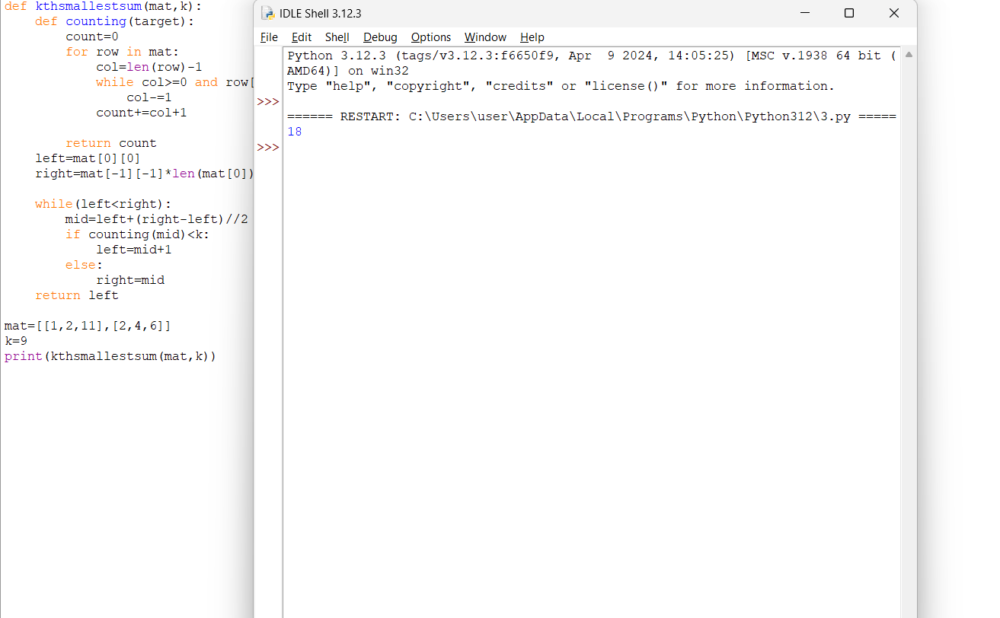 def kthsmallestsum(mat,k):
    def counting(target):
        count=0
        for row in mat:
            col=len(row)-1
            while col>=0 and row[
                col-=1
            count+=col+1

        return count
    left=mat[0][0]
    right=mat[-1][-1]*len(mat[0])

    while(left<right):
        mid=left+(right-left)//2
        if counting(mid)<k:
            left=mid+1
        else:
            right=mid
    return left

mat=[[1,2,11],[2,4,6]]
k=9
print(kthsmallestsum(mat,k))
IDLE Shell 3.12.3
File Edit Shell Debug Options Window Help
Python 3.12.3 (tags/v3.12.3:f6650f9, Apr  9 2024, 14:05:25) [MSC v.1938 64 bit (
AMD64)] on win32
Type "help", "copyright", "credits" or "license()" for more information.
>>>
====== RESTART: C:\Users\user\AppData\Local\Programs\Python\Python312\3.py =====
18
>>>